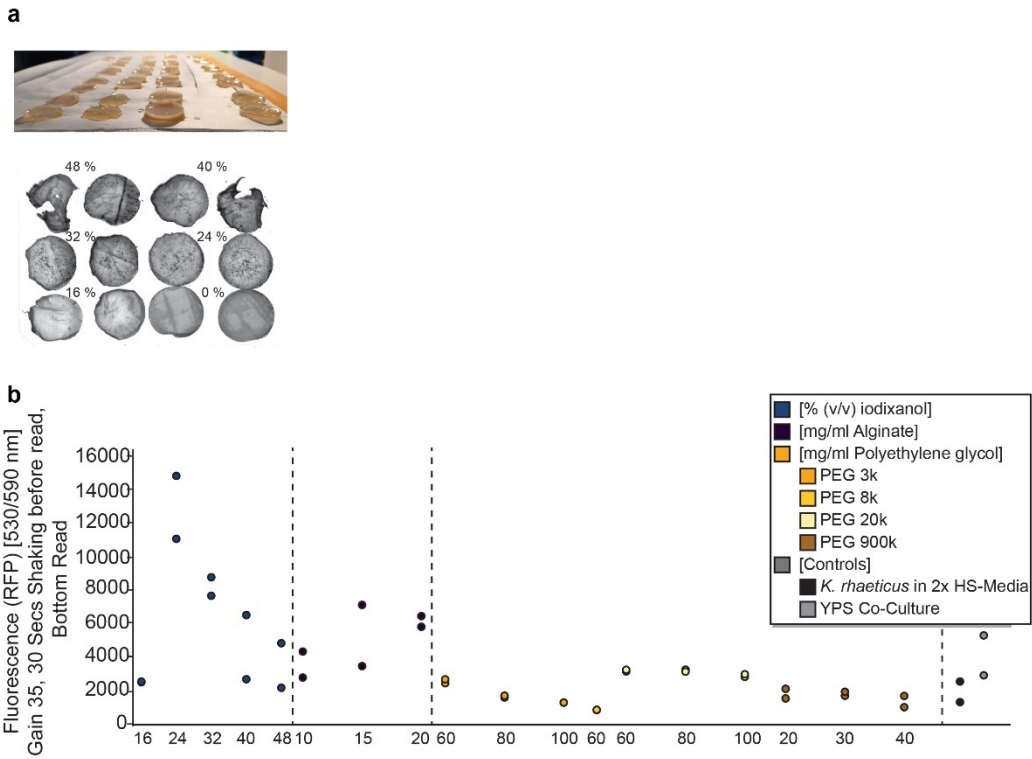 a
48 %
40 %
32 %
24 %
16 %
0 %
b
Fluorescence (RFP) [530/590 nm]
Gain 35, 30 Secs Shaking before read,
Bottom Read
16000
14000
12000
10000
8000
6000
4000
2000
0
16 24 32 40 48 10 15 20 60 80 100 60 60 80 100 20 30 40
[% (v/v) iodixanol]
[mg/ml Alginate]
[mg/ml Polyethylene glycol]
PEG 3k
PEG 8k
PEG 20k
PEG 900k
[Controls]
K. rhaeticus in 2x HS-Media
YPS Co-Culture